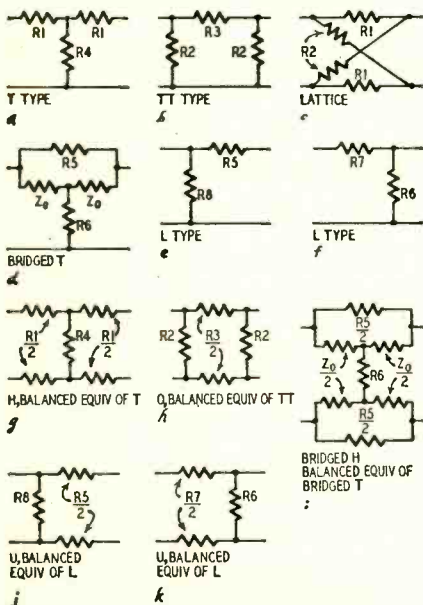 R1 R1
R4
T TYPE
a
R3
R2 R2
TT TYPE
b
R1
R2
R1
LATTICE
c
R5
Z0 Z0
R6
BRIDGED T
d
R5
R8
L TYPE
e
R7
R6
L TYPE
f
R1/2 R4 R1/2
H, BALANCED EQUIV OF T
g
R2 R3/2 R2
O, BALANCED EQUIV OF TT
h
R5/2
Z0/2 R6 Z0/2
R5/2
BRIDGED H
BALANCED EQUIV OF
BRIDGED T
i
R8 R5/2
U, BALANCED
EQUIV OF L
j
R7/2 R6
U, BALANCED
EQUIV OF L
k